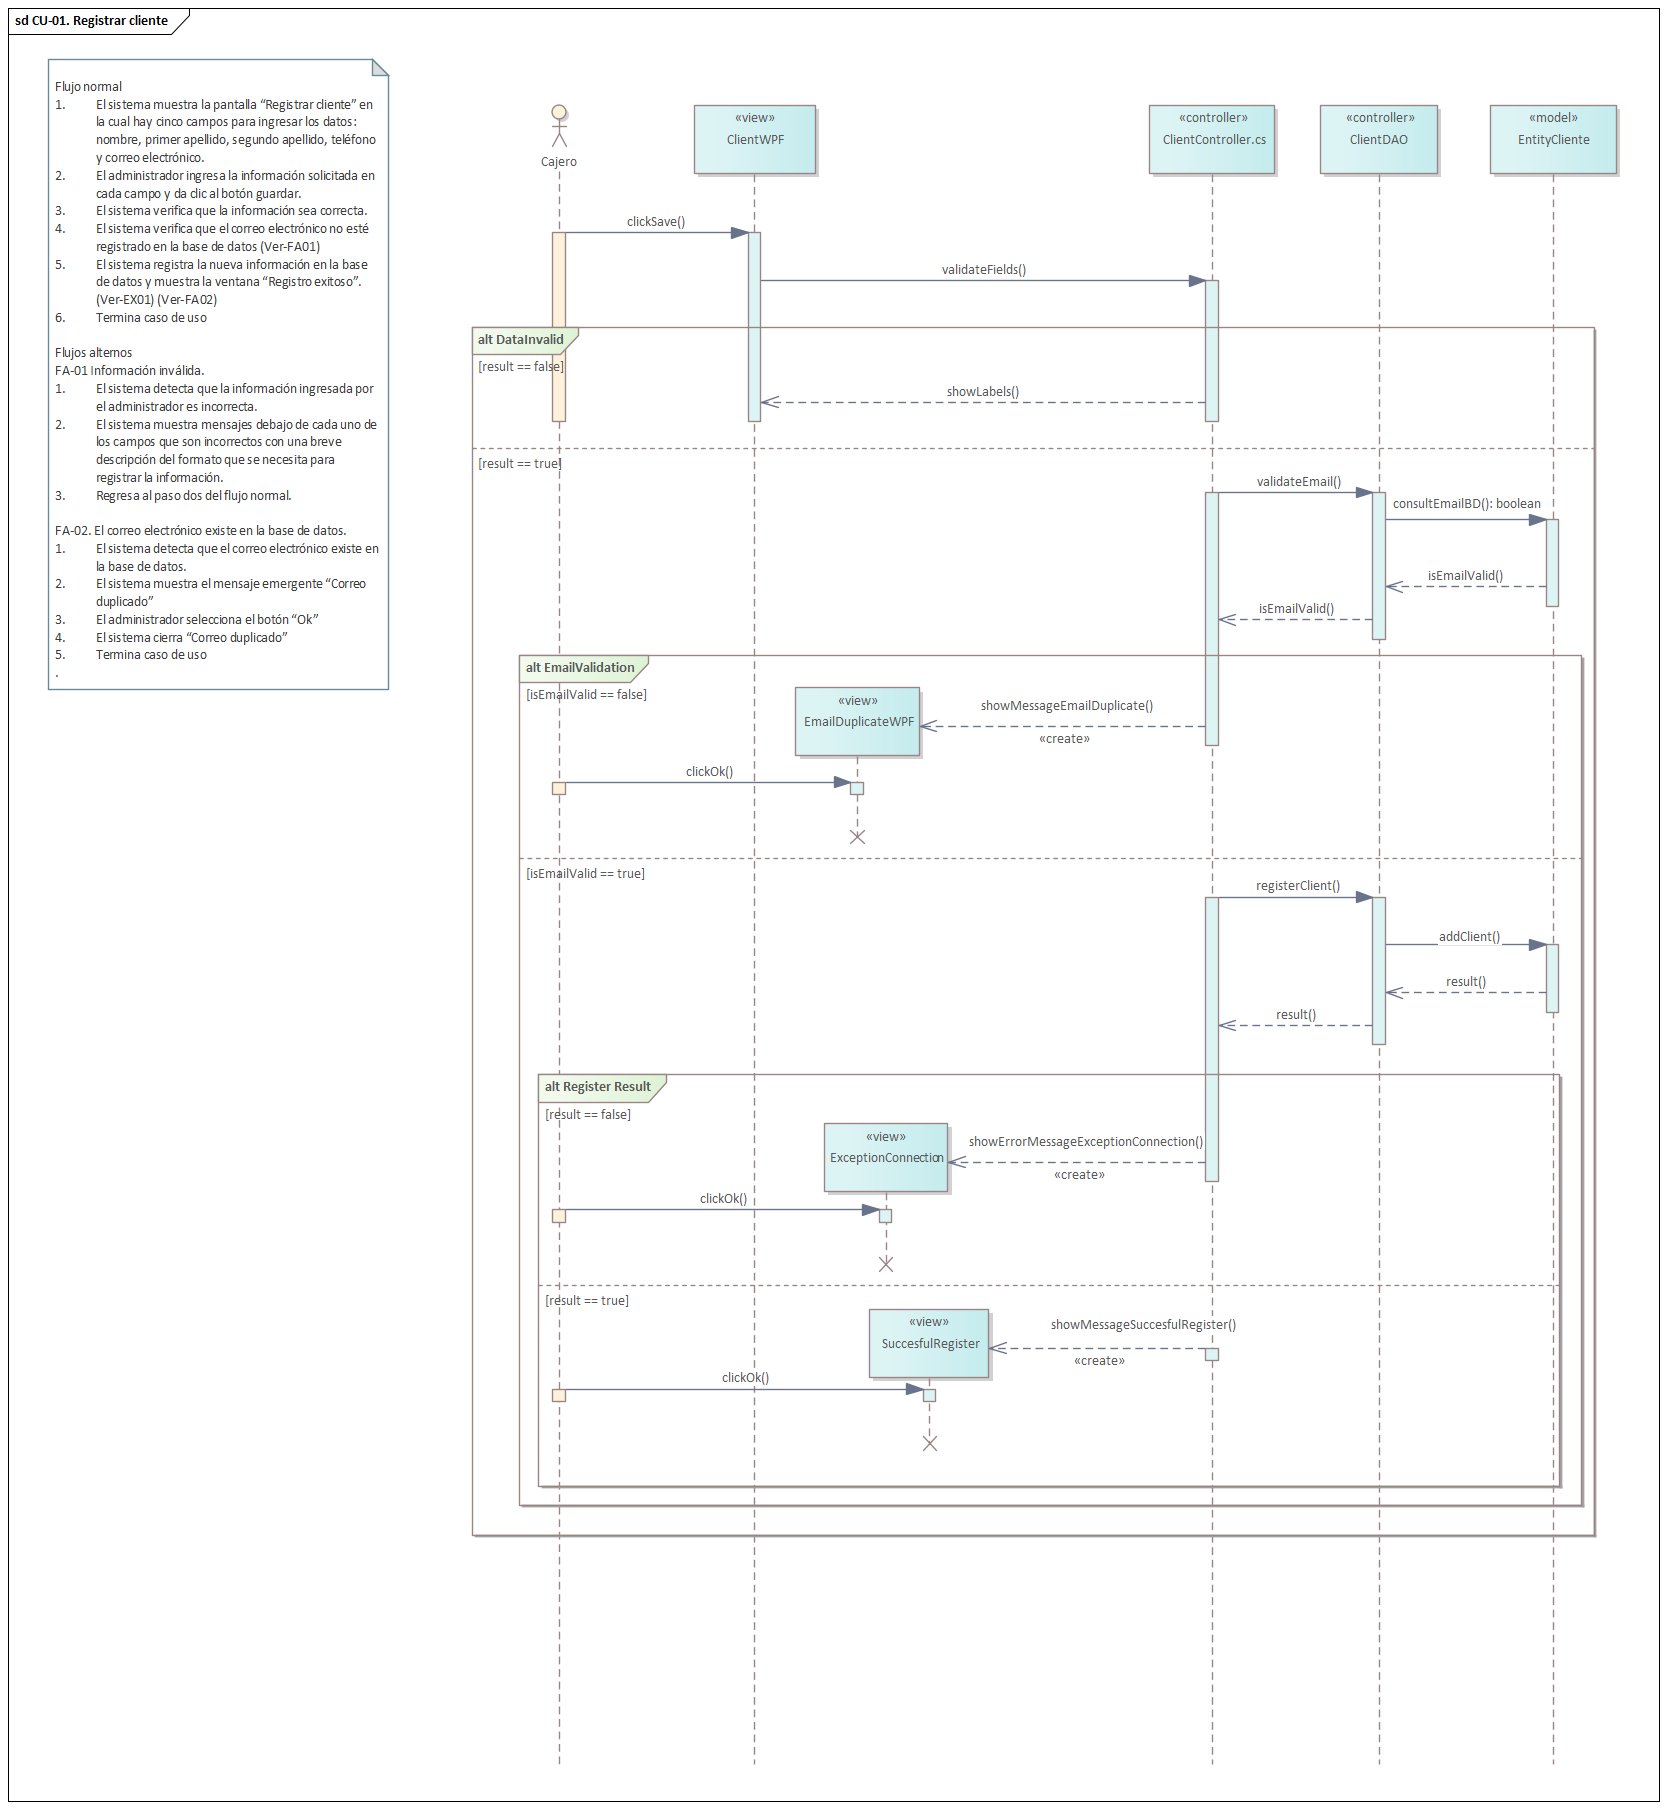 sd CU-01. Registrar cliente
Flujo normal
1. El sistema muestra la pantalla “Registrar cliente” en
la cual hay cinco campos para ingresar los datos:
nombre, primer apellido, segundo apellido, teléfono
y correo electrónico.
2. El administrador ingresa la información solicitada en
cada campo y da clic al botón guardar.
3. El sistema verifica que la información sea correcta.
4. El sistema verifica que el correo electrónico no esté
registrado en la base de datos (Ver-FA01)
5. El sistema registra la nueva información en la base
de datos y muestra la ventana “Registro exitoso”.
(Ver-EX01) (Ver-FA02)
6. Termina caso de uso
Flujos alternos
FA-01 Información inválida.
1. El sistema detecta que la información ingresada por
el administrador es incorrecta.
2. El sistema muestra mensajes debajo de cada uno de
los campos que son incorrectos con una breve
descripción del formato que se necesita para
registrar la información.
3. Regresa al paso dos del flujo normal.
FA-02. El correo electrónico existe en la base de datos.
1. El sistema detecta que el correo electrónico existe en
la base de datos.
2. El sistema muestra el mensaje emergente “Correo
duplicado”
3. El administrador selecciona el botón “Ok”
4. El sistema cierra “Correo duplicado”
5. Termina caso de uso
.
Cajero
«view»
ClientWPF
«controller»
ClientController.cs
«controller»
ClientDAO
«model»
EntityCliente
clickSave()
validateFields()
alt DataInvalid
[result == false]
showLabels()
[result == true]
validateEmail()
consultEmailBD(): boolean
isEmailValid()
isEmailValid()
alt EmailValidation
[isEmailValid == false]
«view»
EmailDuplicateWPF
showMessageEmailDuplicate()
«create»
clickOk()
[isEmailValid == true]
registerClient()
addClient()
result()
result()
alt Register Result
[result == false]
«view»
ExceptionConnection
showErrorMessageExceptionConnection()
«create»
clickOk()
[result == true]
«view»
SuccesfulRegister
showMessageSuccesfulRegister()
«create»
clickOk()